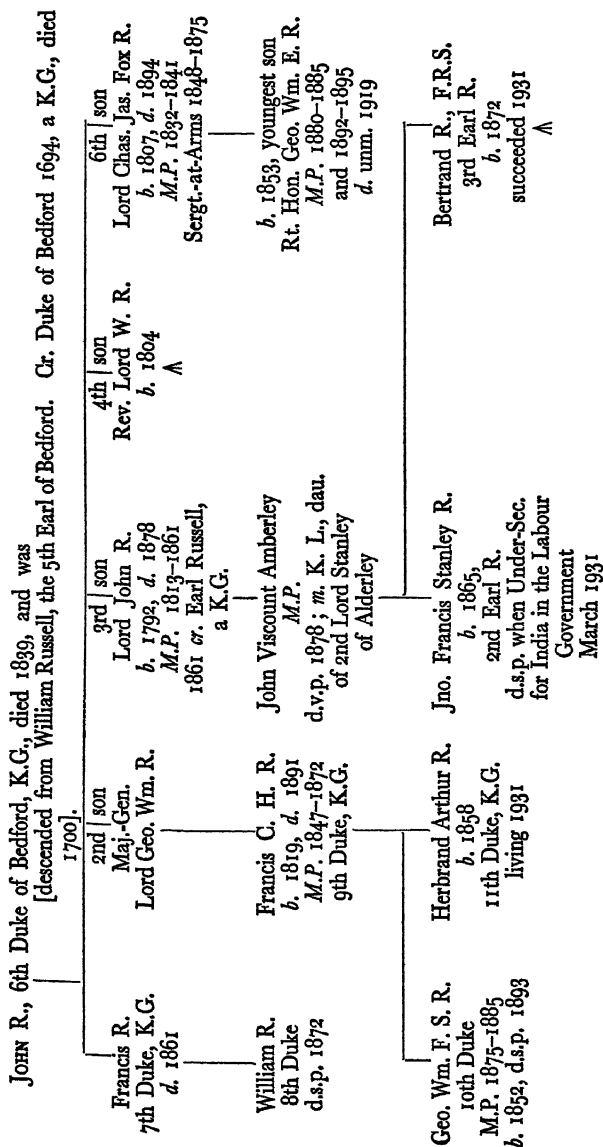 JOHN R., 6th Duke of Bedford, K.G., died 1839, and was
[descended from William Russell, the 5th Earl of Bedford. Cr. Duke of Bedford 1694, a K.G., died
1700].
Francis R.
7th Duke, K.G.
d. 1861
2nd son
Maj.-Gen.
Lord Geo. Wm. R.
3rd son
Lord John R.
b. 1792, d. 1878
M.P. 1813–1861
1861 cr. Earl Russell,
a K.G.
4th son
Rev. Lord W. R.
b. 1804
6th son
Lord Chas. Jas. Fox R.
b. 1807, d. 1894
M.P. 1832–1841
Sergt.-at-Arms 1848–1875
William R.
8th Duke
d.s.p. 1872
Francis C. H. R.
b. 1819, d. 1891
M.P. 1847–1872
9th Duke, K.G.
John Viscount Amberley
M.P.
d.v.p. 1878; m. K. L., dau.
of 2nd Lord Stanley
of Alderley
b. 1853, youngest son
Rt. Hon. Geo. Wm. E. R.
M.P. 1880–1885
and 1892–1895
d. unm. 1919
Geo. Wm. F. S. R.
10th Duke
M.P. 1875–1885
b. 1852, d.s.p. 1893
Herbrand Arthur R.
b. 1858
11th Duke, K.G.
living 1931
Jno. Francis Stanley R.
b. 1865,
2nd Earl R.
d.s.p. when Under-Sec.
for India in the Labour
Government
March 1931
Bertrand R., F.R.S.
3rd Earl R.
b. 1872
succeeded 1931